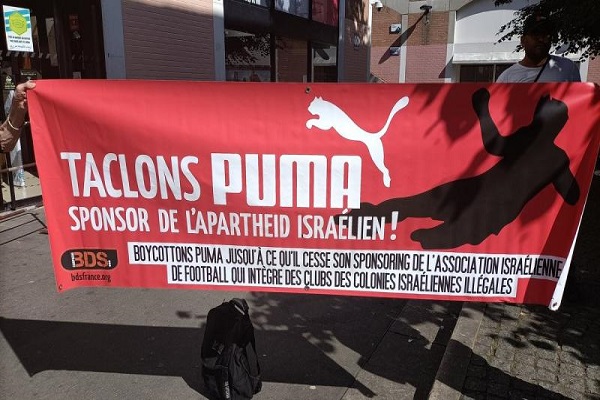 TACLONS PUMA
SPONSOR DE L'APARTHEID ISRAÉLIEN !
BDS
bdsfrance.org
BOYCOTTONS PUMA JUSQU'À CE QU'IL CESSE SON SPONSORING DE L'ASSOCIATION ISRAÉLIENNE
DE FOOTBALL QUI INTÈGRE DES CLUBS DES COLONIES ISRAÉLIENNES ILLÉGALES